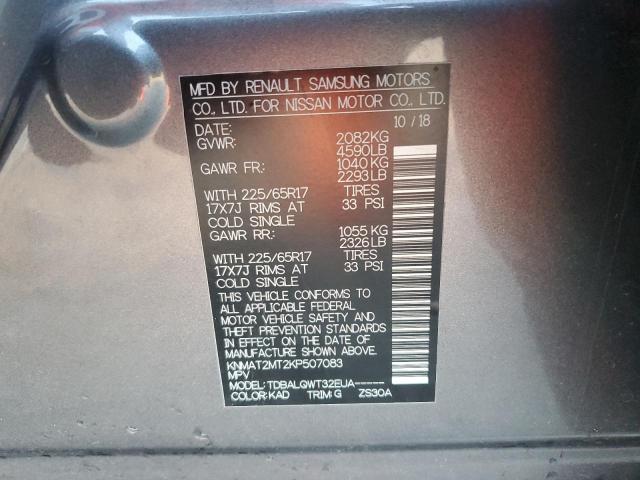 MFD BY RENAULT SAMSUNG MOTORS
CO., LTD. FOR NISSAN MOTOR CO., LTD.
DATE: 10 / 18
GVWR: 2082KG
4590LB
GAWR FR: 1040 KG
2293LB
WITH 225/65R17 TIRES
17X7J RIMS AT 33 PSI
COLD SINGLE
GAWR RR: 1055 KG
2326LB
WITH 225/65R17 TIRES
17X7J RIMS AT 33 PSI
COLD SINGLE
THIS VEHICLE CONFORMS TO
ALL APPLICABLE FEDERAL
MOTOR VEHICLE SAFETY AND
THEFT PREVENTION STANDARDS
IN EFFECT ON THE DATE OF
MANUFACTURE SHOWN ABOVE.
KNMAT2MT2KP507083
MPV
MODEL: TDBALQWT32EUA-----
COLOR: KAD TRIM: G ZS30A